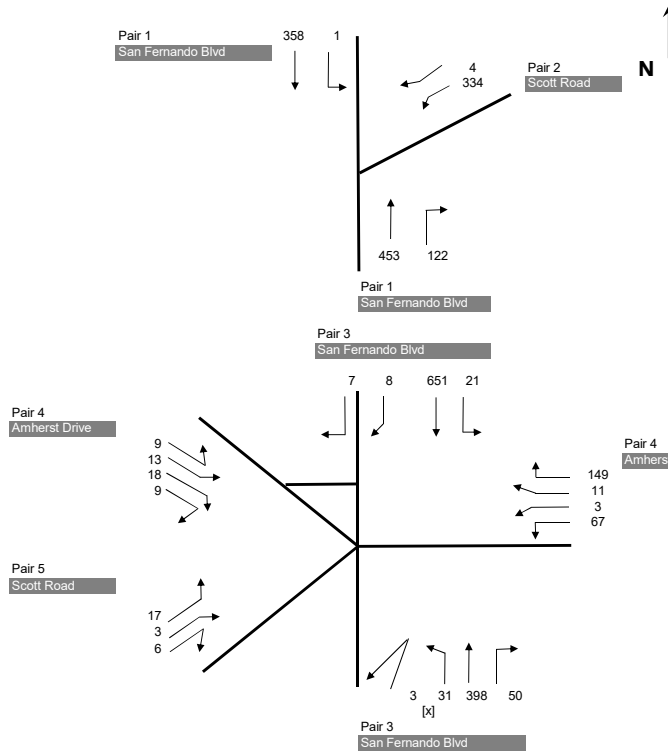 Pair 1 358 1
San Fernando Blvd
N
4 Pair 2
334 Scott Road
453 122
Pair 1
San Fernando Blvd
Pair 3
San Fernando Blvd
7 8 651 21
Pair 4
Amherst Drive
9
13
18
9
Pair 4
Amhers
149
11
3
67
Pair 5
Scott Road
17
3
6
3 31 398 50
[x]
Pair 3
San Fernando Blvd